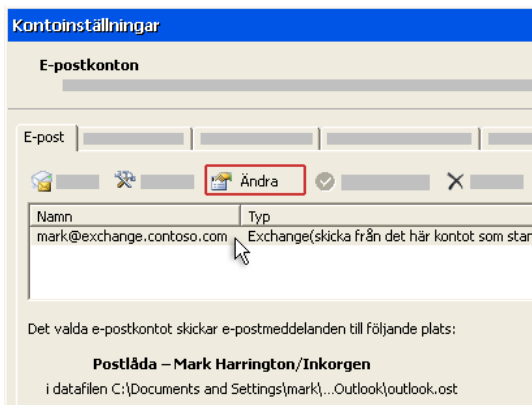 Kontoinställningar
E-postkonton
E-post
Ändra
Namn Typ
mark@exchange.contoso.com Exchange(skicka från det här kontot som
Det valda e-postkontot skickar e-postmeddelanden till följande plats:
Postlåda – Mark Harrington/Inkorgen
i datafilen C:\Documents and Settings\mark\...Outlook\outlook.ost